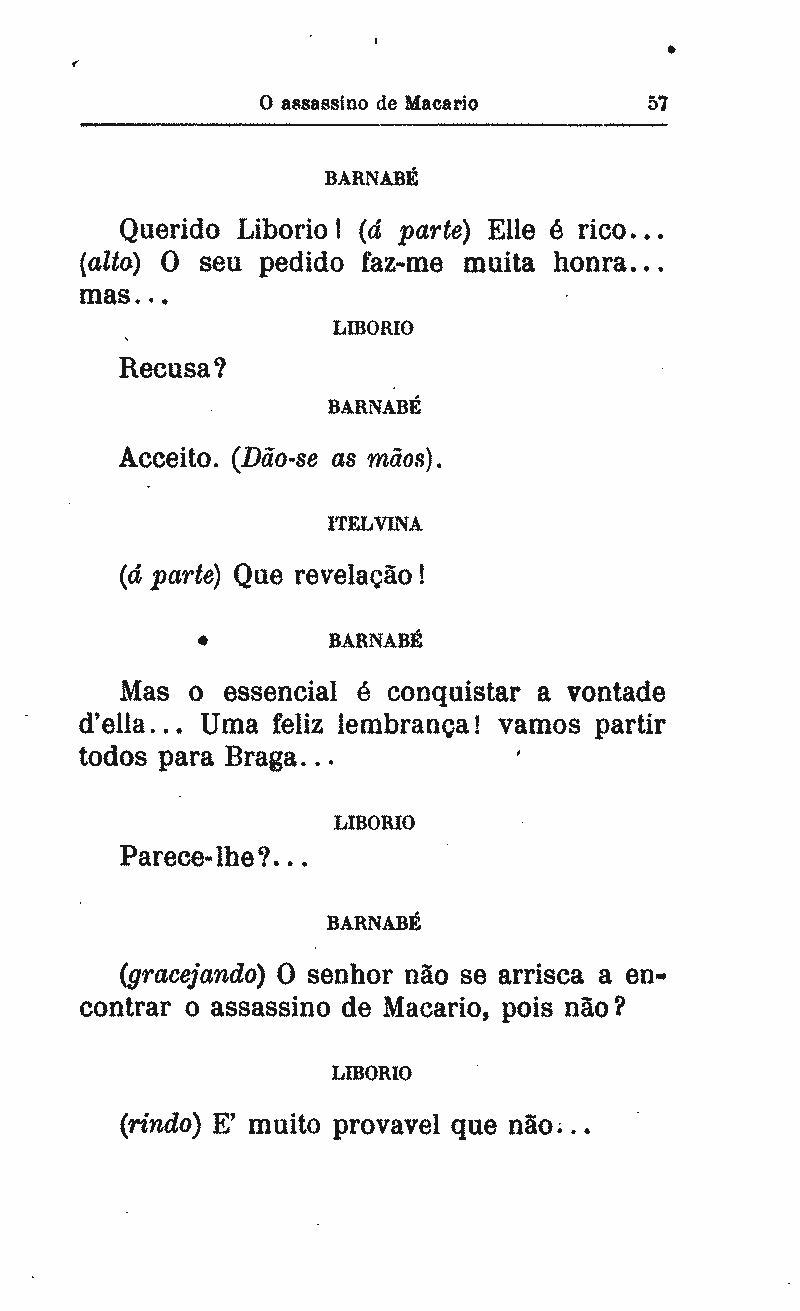 O assassino de Macario 57
BARNABÉ
Querido Liborio! (á parte) Elle é rico...
(alto) O seu pedido faz-me muita honra...
mas...
LIBORIO
Recusa?
BARNABÉ
Acceito. (Dão-se as mãos).
ITELVINA
(á parte) Que revelação!
BARNABÉ
Mas o essencial é conquistar a vontade
d'ella... Uma feliz lembrança! vamos partir
todos para Braga...
LIBORIO
Parece-lhe?...
BARNABÉ
(gracejando) O senhor não se arrisca a en-
contrar o assassino de Macario, pois não?
LIBORIO
(rindo) E' muito provavel que não...